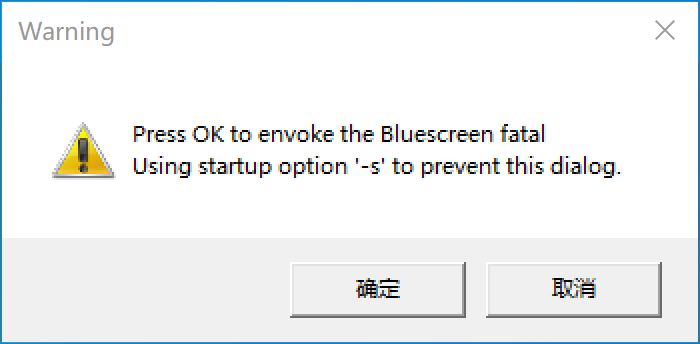 Warning
Press OK to envoke the Bluescreen fatal
Using startup option '-s' to prevent this dialog.
确定
取消